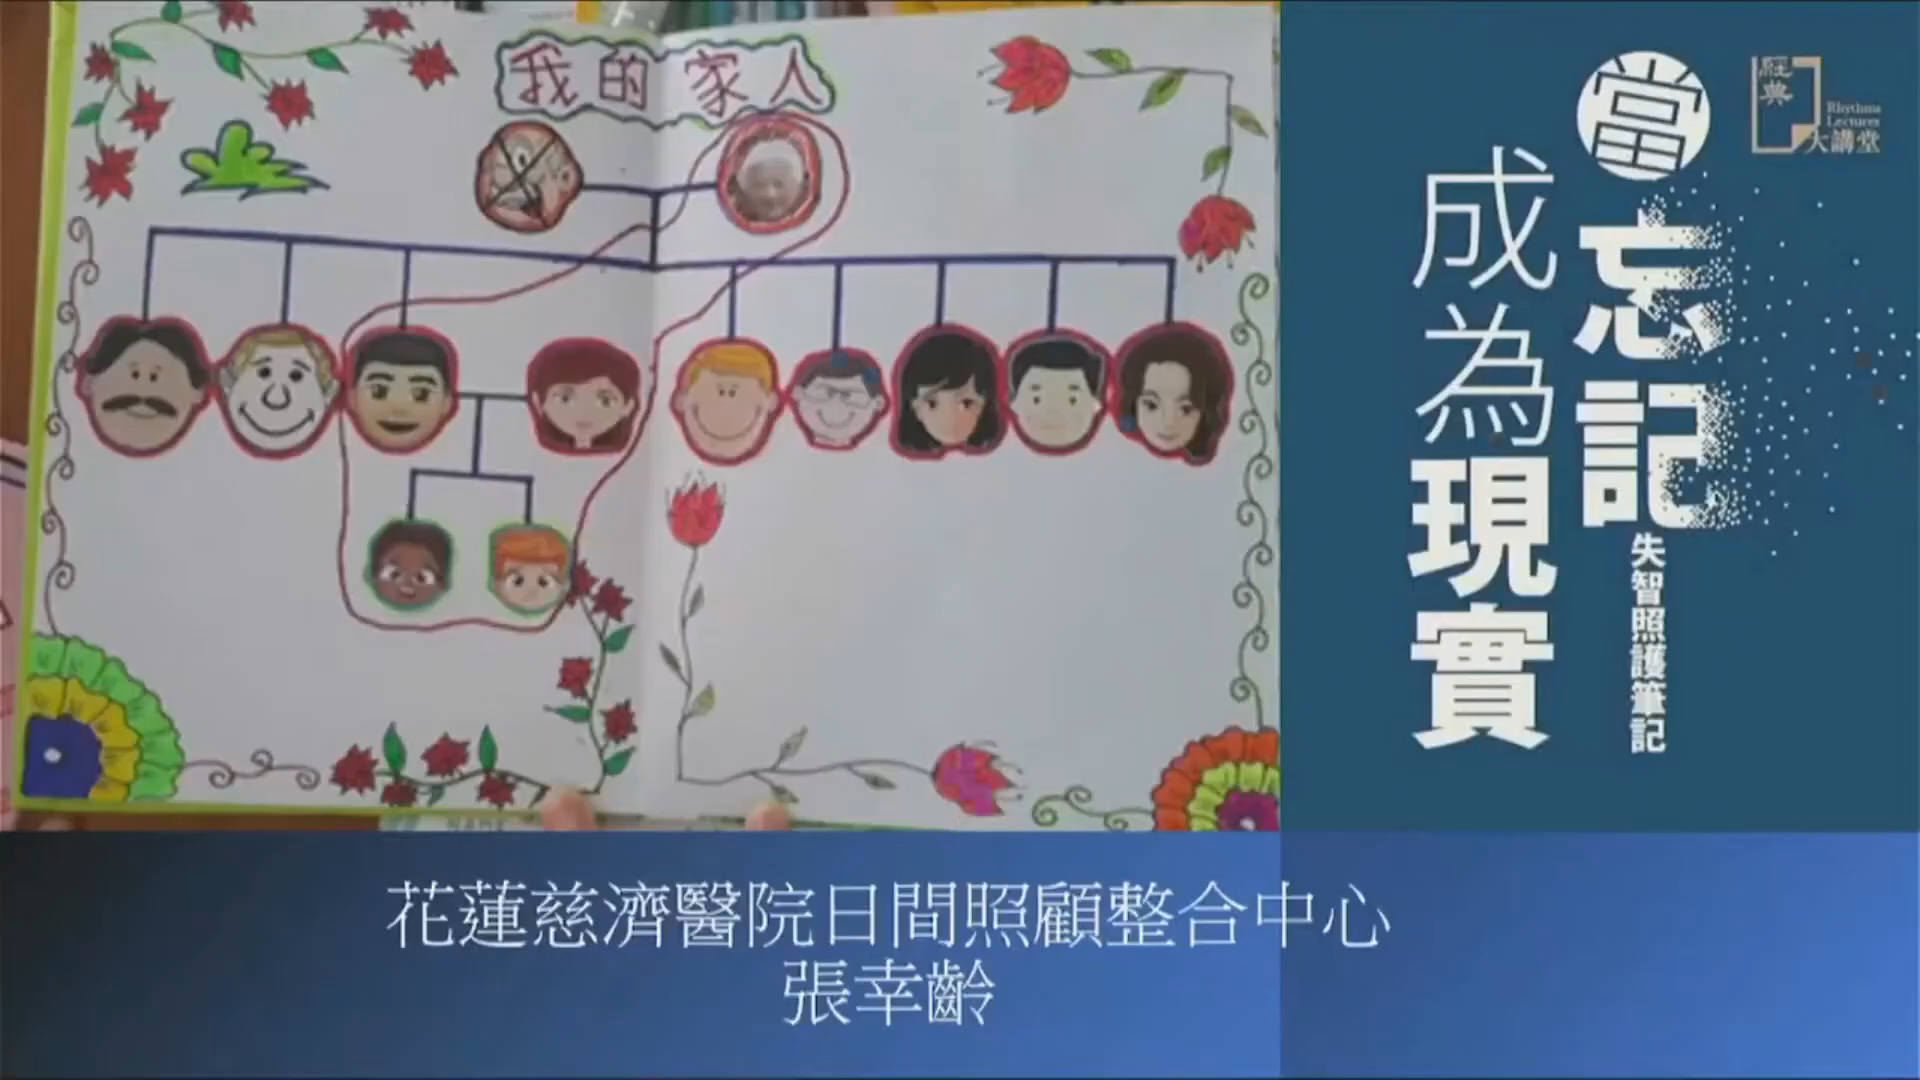 我的家人
當忘記
成為現實
失智照護筆記
經典
Rhythms
Lectures
大講堂
NAME
花蓮慈濟醫院日間照顧整合中心
張幸齡